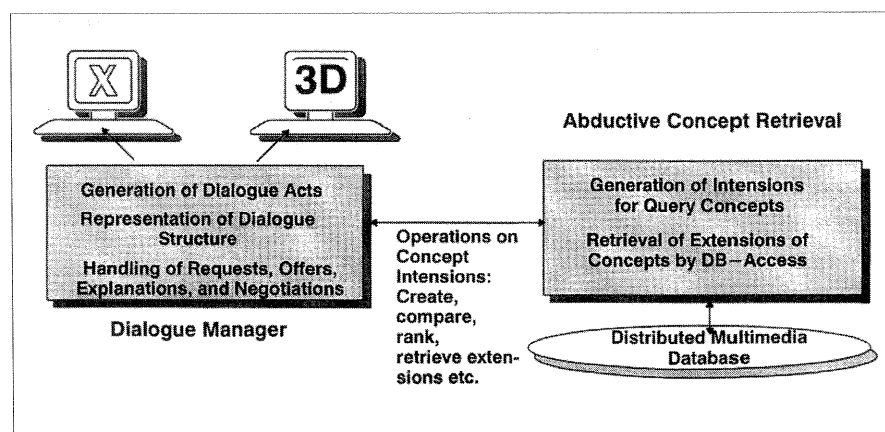 X
3D
Generation of Dialogue Acts
Representation of Dialogue
Structure
Handling of Requests, Offers,
Explanations, and Negotiations
Dialogue Manager
Operations on
Concept
Intensions:
Create,
compare,
rank,
retrieve exten-
sions etc.
Abductive Concept Retrieval
Generation of Intensions
for Query Concepts
Retrieval of Extensions of
Concepts by DB-Access
Distributed Multimedia
Database